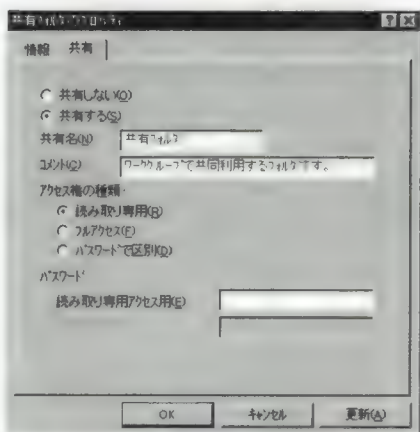 共有ﾌｫﾙﾀﾞのﾌﾟﾛﾊﾟﾃｨ
情報 共有
共有しない(O)
共有する(S)
共有名(N) 共有ﾌｫﾙﾀﾞ
ｺﾒﾝﾄ(C) ﾜｰｸｸﾞﾙｰﾌﾟで共同利用するﾌｫﾙﾀﾞです。
ｱｸｾｽ権の種類:
読み取り専用(R)
ﾌﾙｱｸｾｽ(F)
ﾊﾟｽﾜｰﾄﾞで区別(D)
ﾊﾟｽﾜｰﾄﾞ
読み取り専用ｱｸｾｽ用(E)
OK ｷｬﾝｾﾙ 更新(A)